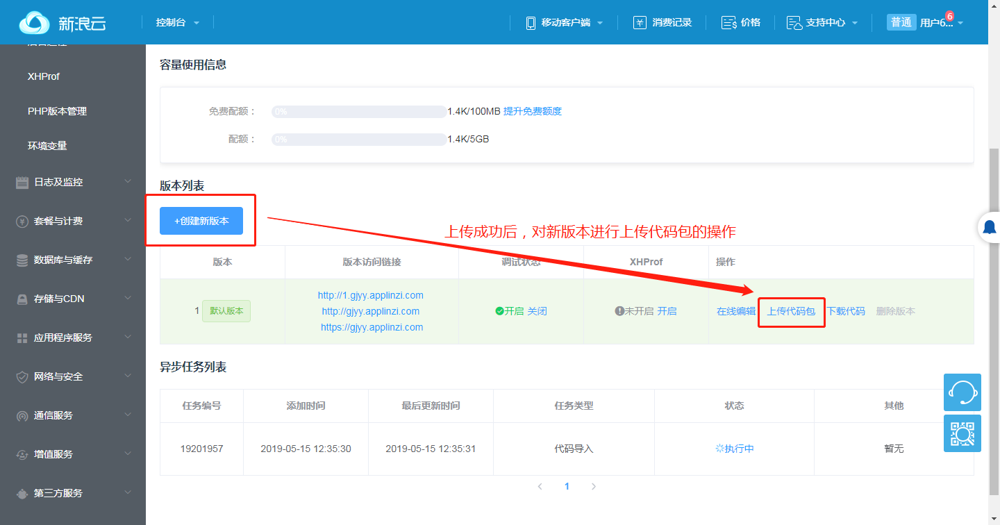 新浪云
控制台
移动客户端
消费记录
价格
支持中心
普通 用户6... 6
XHProf
PHP版本管理
环境变量
日志及监控
套餐与计费
数据库与缓存
存储与CDN
应用程序服务
网络与安全
通信服务
增值服务
第三方服务
容量使用信息
免费配额： 0% 1.4K/100MB 提升免费额度
配额： 0% 1.4K/5GB
版本列表
+创建新版本
上传成功后，对新版本进行上传代码包的操作
版本 版本访问链接 调试状态 XHProf 操作
http://1.gjyy.applinzi.com
1 默认版本 http://gjyy.applinzi.com 开启 关闭 未开启 开启 在线编辑 上传代码包 下载代码 删除版本
https://gjyy.applinzi.com
异步任务列表
任务编号 添加时间 最后更新时间 任务类型 状态 其他
19201957 2019-05-15 12:35:30 2019-05-15 12:35:31 代码导入 执行中 暂无
1